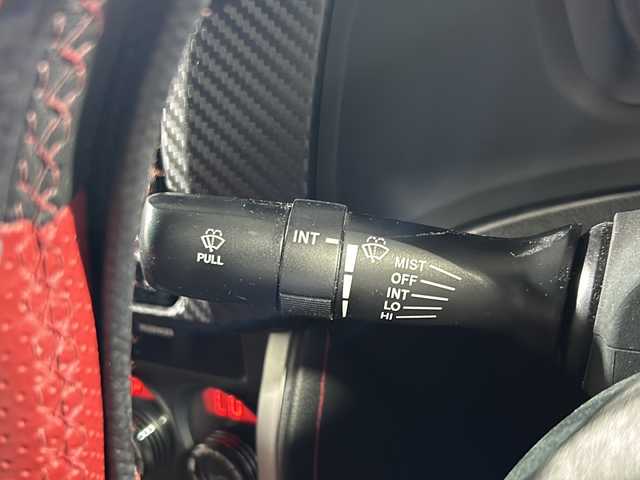 PULL
INT
MIST
OFF
INT
LO
HI